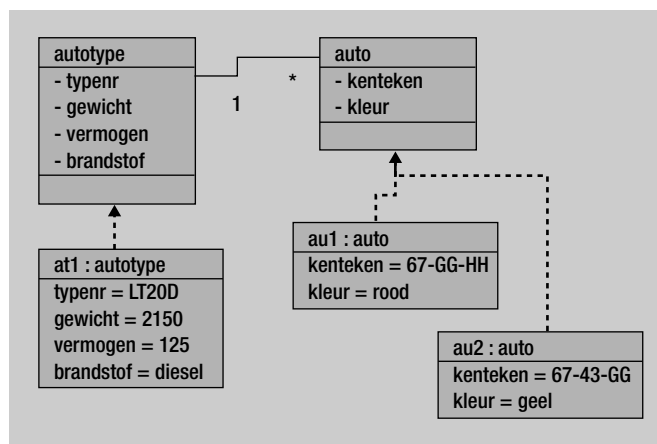 autotype
- typenr
- gewicht
- vermogen
- brandstof
1
*
auto
- kenteken
- kleur
at1 : autotype
typenr = LT20D
gewicht = 2150
vermogen = 125
brandstof = diesel
au1 : auto
kenteken = 67-GG-HH
kleur = rood
au2 : auto
kenteken = 67-43-GG
kleur = geel